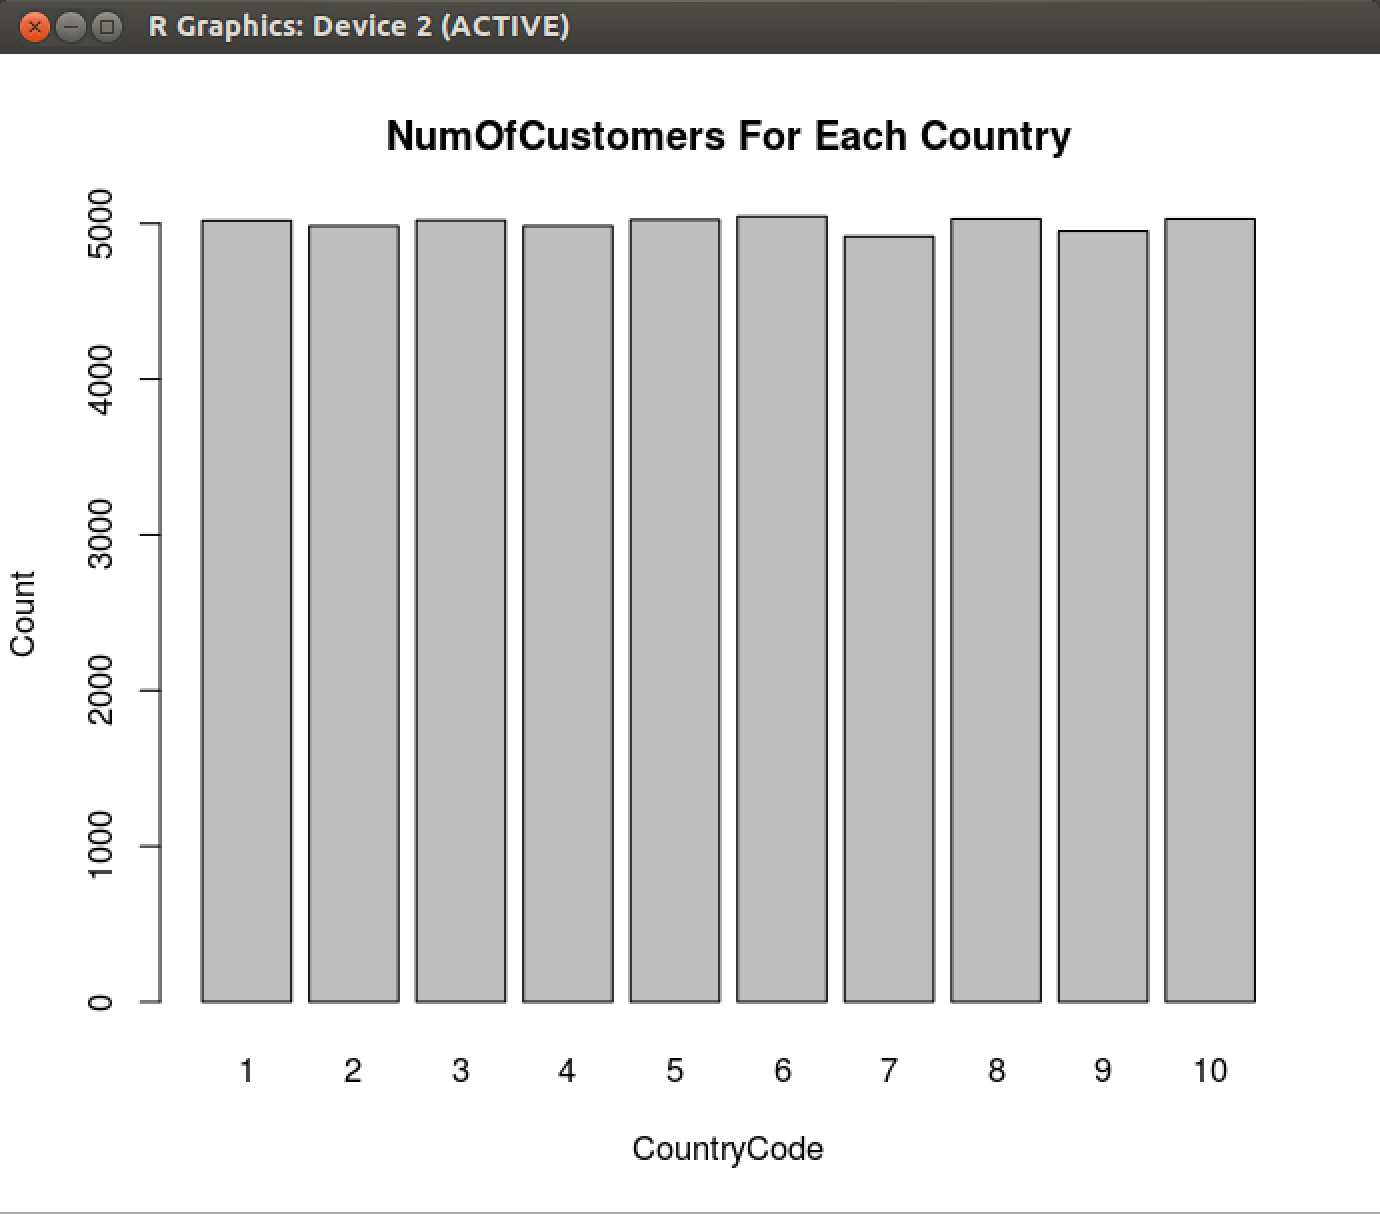 R Graphics: Device 2 (ACTIVE)
NumOfCustomers For Each Country
5000
4000
3000
2000
1000
0
Count
1 2 3 4 5 6 7 8 9 10
CountryCode